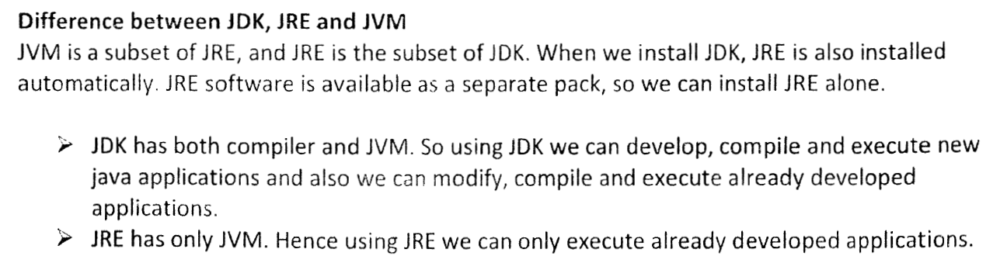 Difference between JDK, JRE and JVM
JVM is a subset of JRE, and JRE is the subset of JDK. When we install JDK, JRE is also installed
automatically. JRE software is available as a separate pack, so we can install JRE alone.
➢ JDK has both compiler and JVM. So using JDK we can develop, compile and execute new
java applications and also we can modify, compile and execute already developed
applications.
➢ JRE has only JVM. Hence using JRE we can only execute already developed applications.